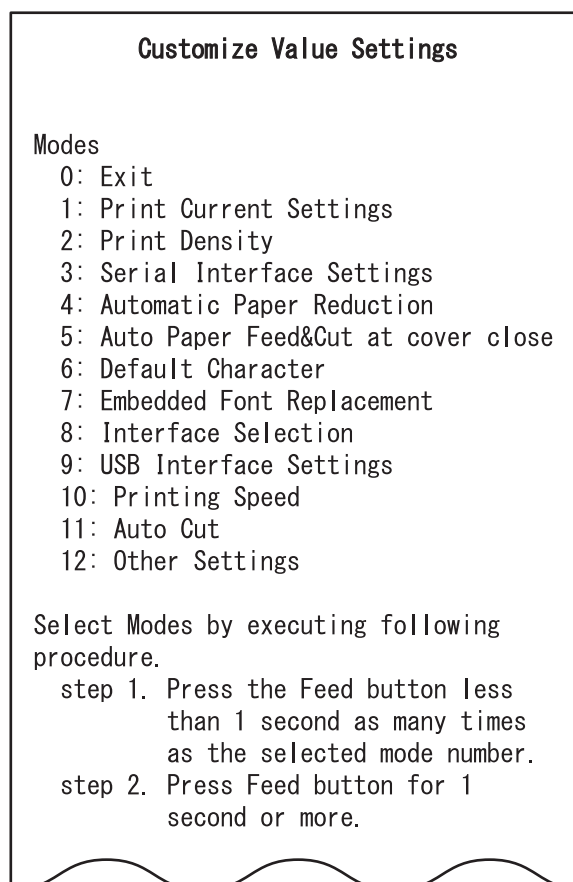 Customize Value Settings
Modes
0: Exit
1: Print Current Settings
2: Print Density
3: Serial Interface Settings
4: Automatic Paper Reduction
5: Auto Paper Feed&Cut at cover close
6: Default Character
7: Embedded Font Replacement
8: Interface Selection
9: USB Interface Settings
10: Printing Speed
11: Auto Cut
12: Other Settings
Select Modes by executing following
procedure.
step 1. Press the Feed button less
than 1 second as many times
as the selected mode number.
step 2. Press Feed button for 1
second or more.